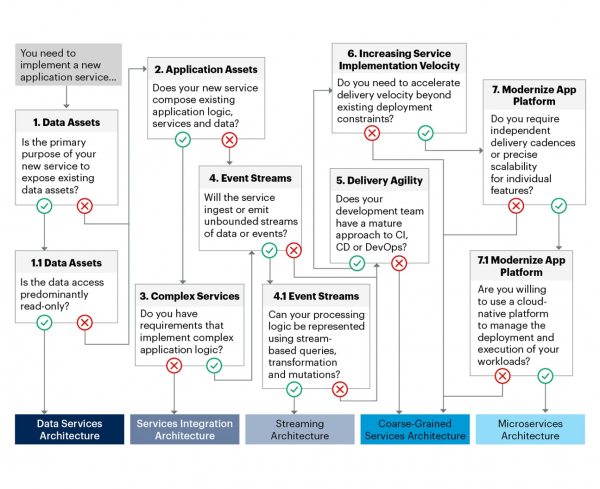 You need to
implement a new
application service...
1. Data Assets
Is the primary
purpose of your
new service to
expose existing
data assets?
1.1 Data Assets
Is the data access
predominantly
read-only?
2. Application Assets
Does your new service
compose existing
application logic,
services and data?
3. Complex Services
Do you have
requirements that
implement complex
application logic?
4. Event Streams
Will the service
ingest or emit
unbounded streams
of data or events?
4.1 Event Streams
Can your processing
logic be represented
using stream-
based queries,
transformation
and mutations?
5. Delivery Agility
Does your
development team
have a mature
approach to CI,
CD or DevOps?
6. Increasing Service
Implementation Velocity
Do you need to accelerate
delivery velocity beyond
existing deployment
constraints?
7. Modernize App
Platform
Do you require
independent
delivery cadences
or precise
scalability
for individual
features?
7.1 Modernize App
Platform
Are you willing
to use a cloud-
native platform
to manage the
deployment and
execution of your
workloads?
Data Services
Architecture
Services Integration
Architecture
Streaming
Architecture
Coarse-Grained
Services Architecture
Microservices
Architecture